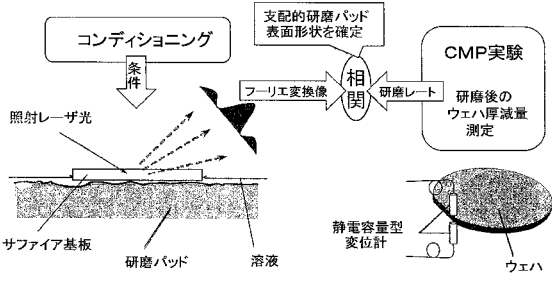 支配的研磨パッド
表面形状を確定
コンディショニング
条件
フーリエ変換像
相関
研磨レート
CMP実験
研磨後の
ウェハ厚減量
測定
照射レーザ光
サファイア基板
研磨パッド
溶液
静電容量型
変位計
ウェハ